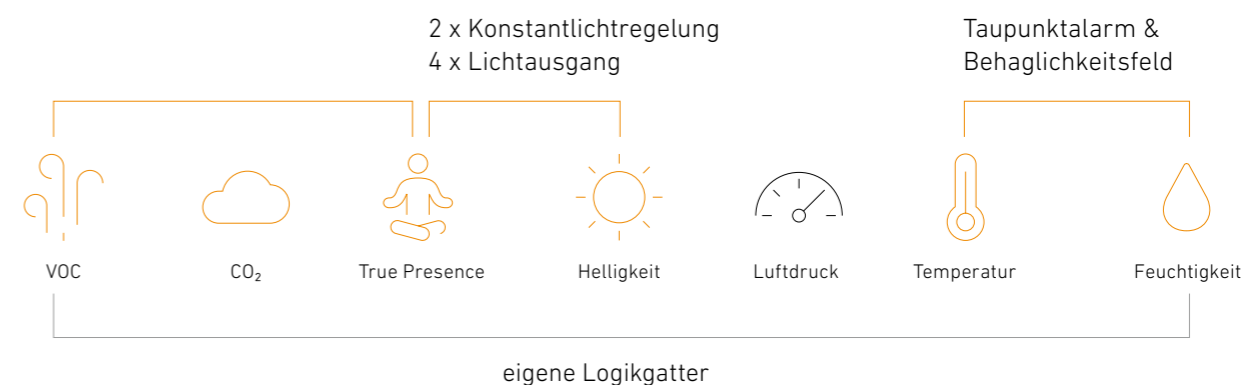 2 x Konstantlichtregelung
4 x Lichtausgang
Taupunktalarm &
Behaglichkeitsfeld
VOC
CO₂
True Presence
Helligkeit
Luftdruck
Temperatur
Feuchtigkeit
eigene Logikgatter